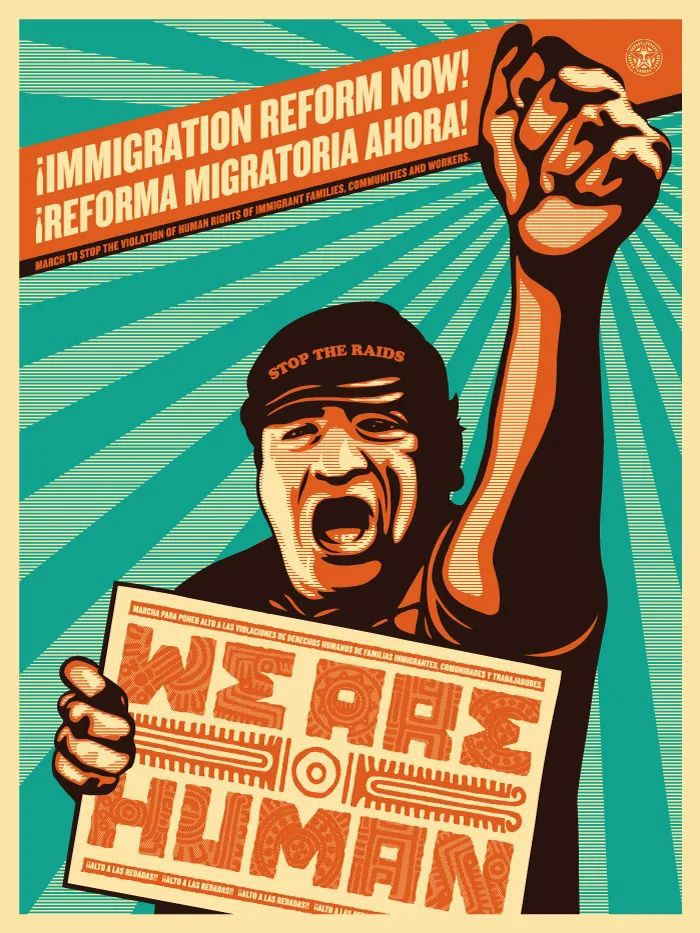 ¡IMMIGRATION REFORM NOW!
¡REFORMA MIGRATORIA AHORA!
MARCH TO STOP THE VIOLATION OF HUMAN RIGHTS OF IMMIGRANT FAMILIES, COMMUNITIES AND WORKERS.
STOP THE RAIDS
MARCHA PARA PONER ALTO A LAS VIOLACIONES DE DERECHOS HUMANOS DE FAMILIAS IMMIGRANTES, COMUNIDADES Y TRABAJADORES.
WE ARE
HUMAN
¡¡ALTO A LAS REDADAS!! ¡¡ALTO A LAS REDADAS!! ¡¡ALTO A LAS REDADAS!! ¡¡ALTO A LAS